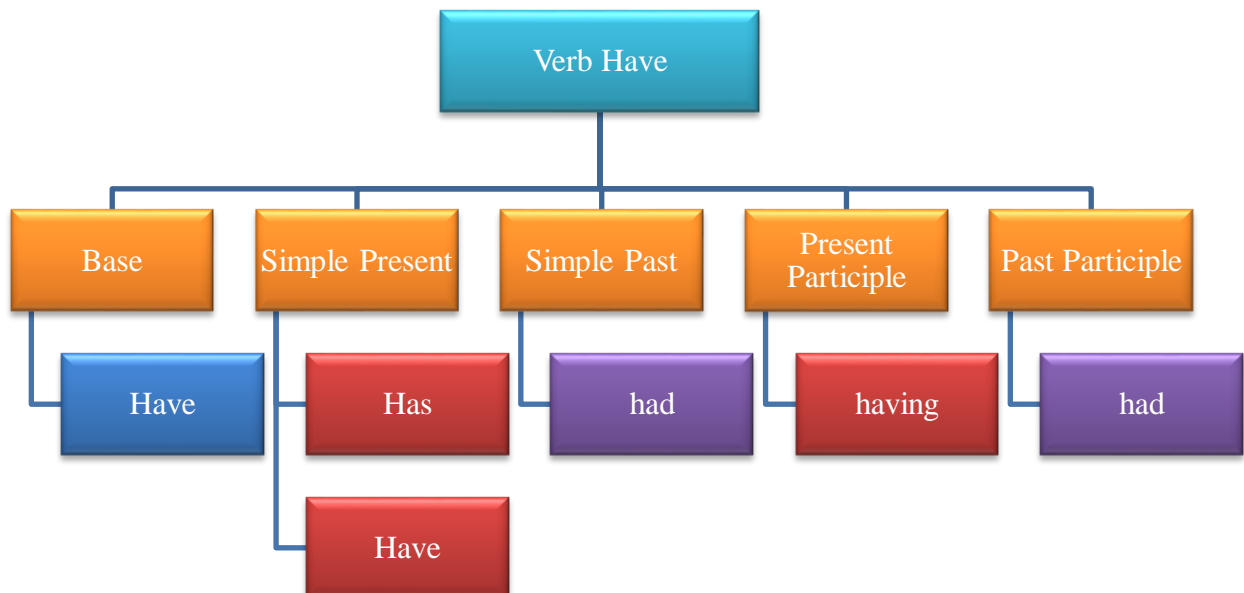 Verb Have
Base
Simple Present
Simple Past
Present
Participle
Past Participle
Have
Has
had
having
had
Have